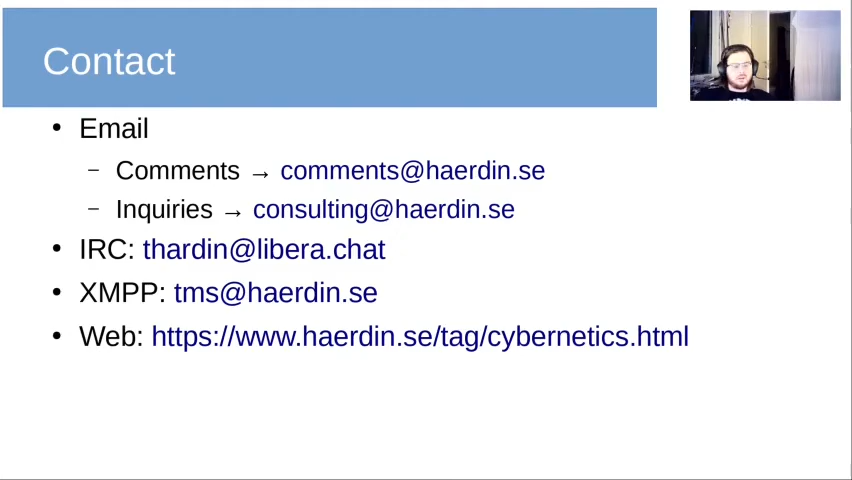 Contact
• Email
– Comments → comments@haerdin.se
– Inquiries → consulting@haerdin.se
• IRC: thardin@libera.chat
• XMPP: tms@haerdin.se
• Web: https://www.haerdin.se/tag/cybernetics.html